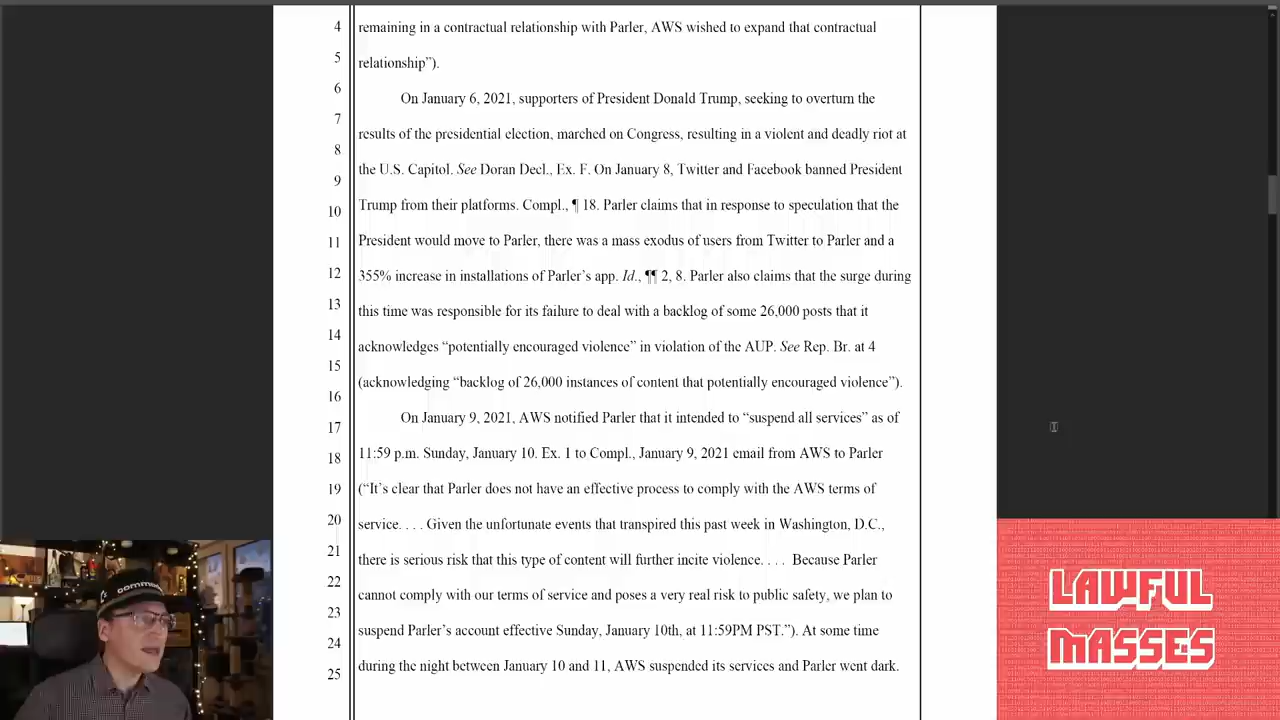 4 remaining in a contractual relationship with Parler, AWS wished to expand that contractual
5 relationship”).
6 On January 6, 2021, supporters of President Donald Trump, seeking to overturn the
7 results of the presidential election, marched on Congress, resulting in a violent and deadly riot at
8 the U.S. Capitol. See Doran Decl., Ex. F. On January 8, Twitter and Facebook banned President
9
10 Trump from their platforms. Compl., ¶ 18. Parler claims that in response to speculation that the
11 President would move to Parler, there was a mass exodus of users from Twitter to Parler and a
12 355% increase in installations of Parler’s app. Id., ¶¶ 2, 8. Parler also claims that the surge during
13 this time was responsible for its failure to deal with a backlog of some 26,000 posts that it
14 acknowledges “potentially encouraged violence” in violation of the AUP. See Rep. Br. at 4
15
16 (acknowledging “backlog of 26,000 instances of content that potentially encouraged violence”).
17 On January 9, 2021, AWS notified Parler that it intended to “suspend all services” as of
18 11:59 p.m. Sunday, January 10. Ex. 1 to Compl., January 9, 2021 email from AWS to Parler
19 (“It’s clear that Parler does not have an effective process to comply with the AWS terms of
20 service. . . . Given the unfortunate events that transpired this past week in Washington, D.C.,
21 there is serious risk that this type of content will further incite violence. . . . Because Parler
22 cannot comply with our terms of service and poses a very real risk to public safety, we plan to
23
24 suspend Parler’s account effective Sunday, January 10th, at 11:59PM PST.”). At some time
25 during the night between January 10 and 11, AWS suspended its services and Parler went dark.
LAWFUL
MASSES